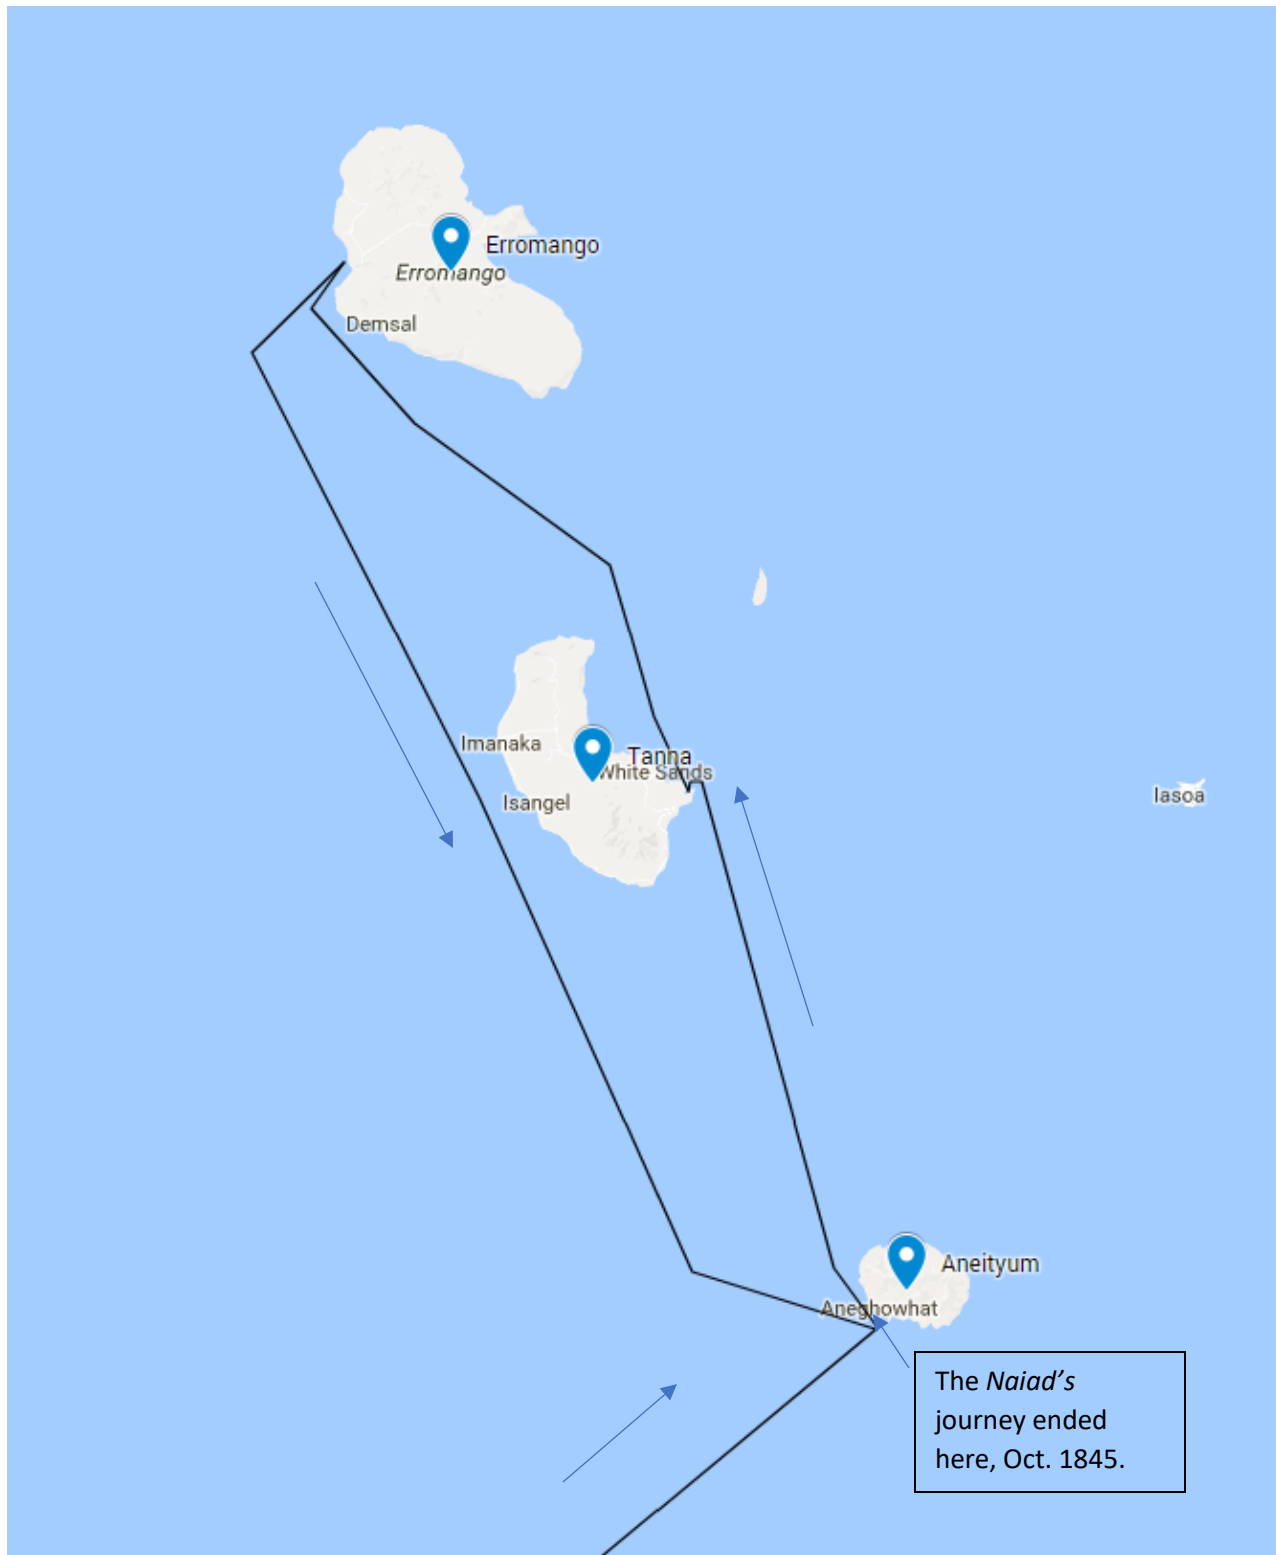 Erromango
Erromango
Demsal
Imanaka
Tanna
White Sands
Isangel
Iasoa
Aneityum
Aneghowhat
The Naiad’s
journey ended
here, Oct. 1845.